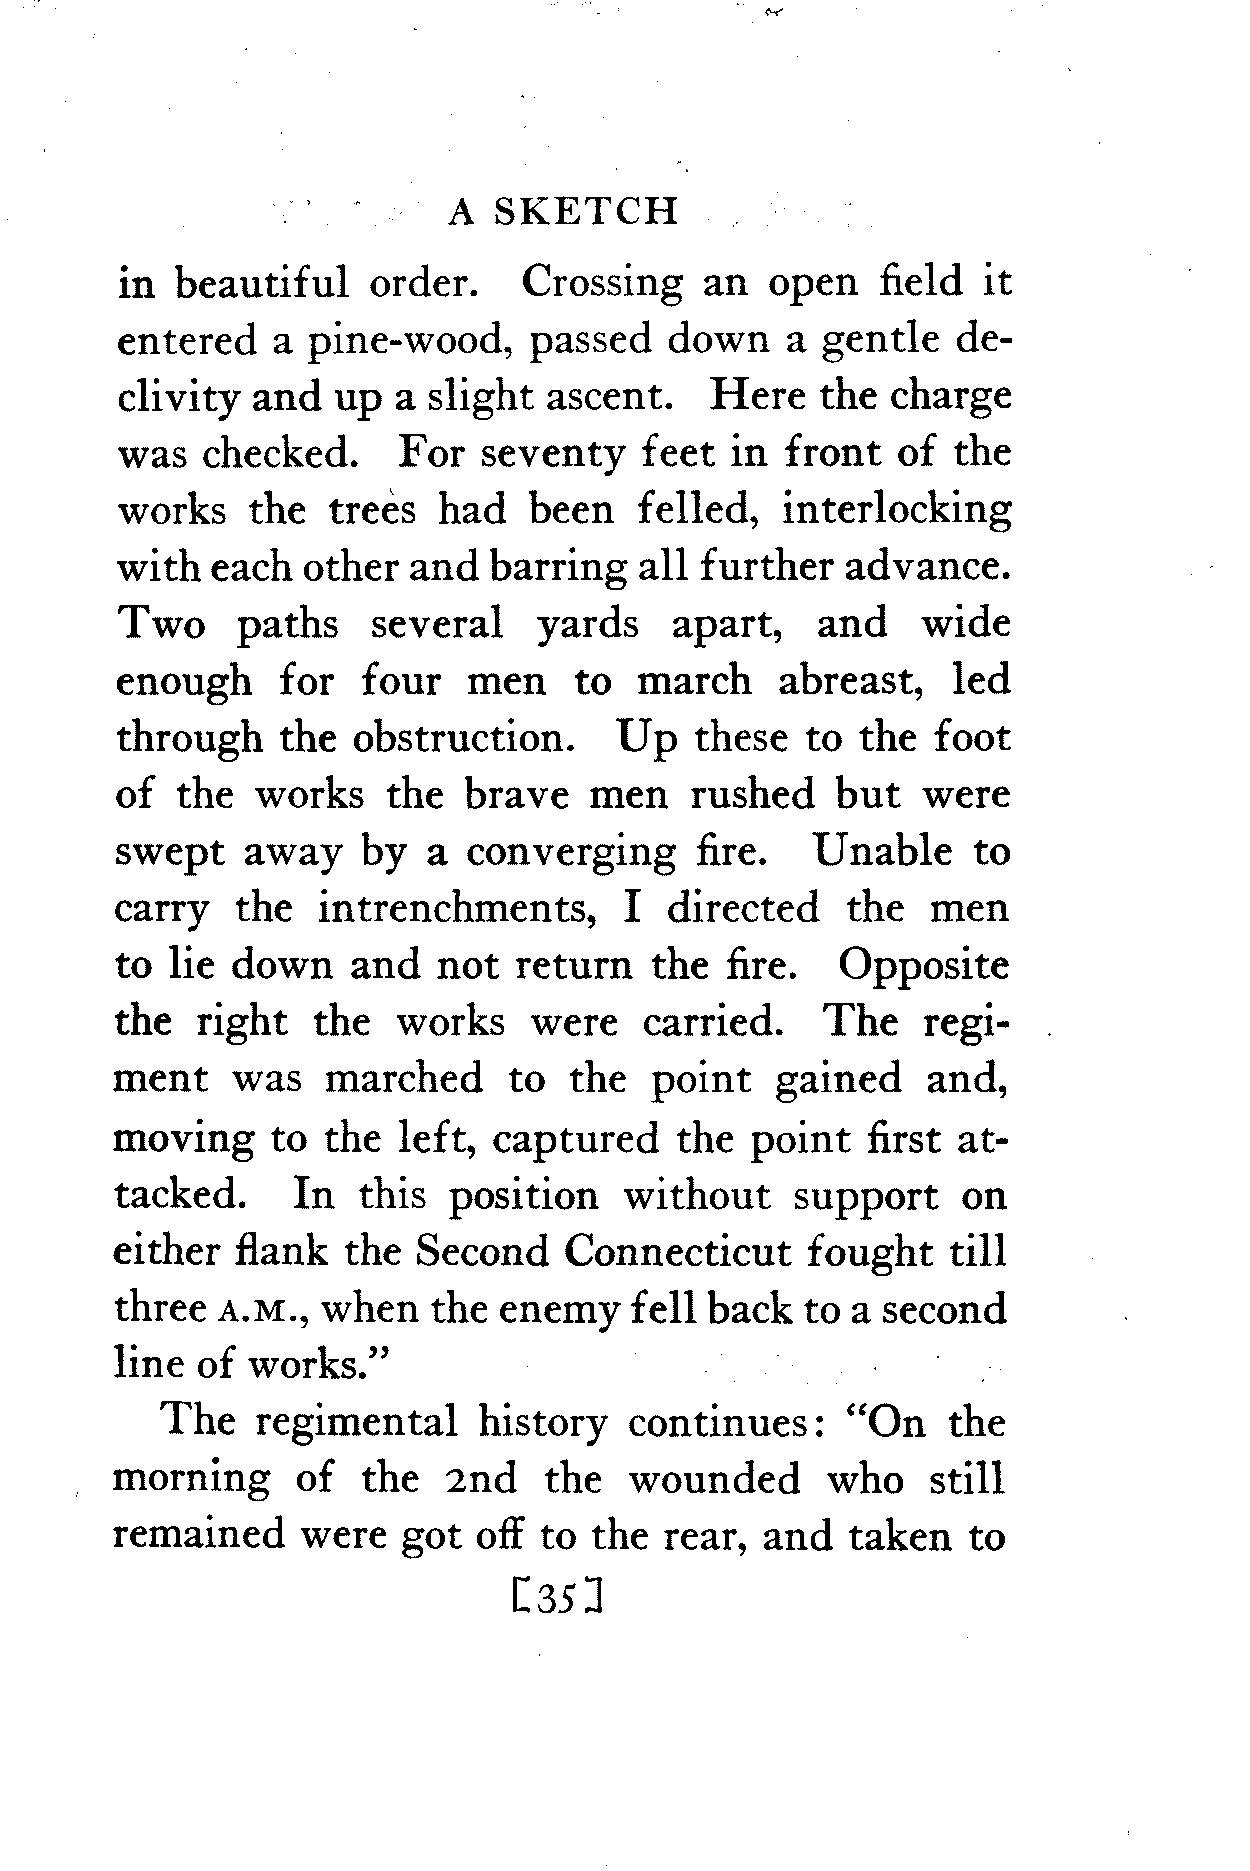 A SKETCH
in beautiful order. Crossing an open field it
entered a pine-wood, passed down a gentle de-
clivity and up a slight ascent. Here the charge
was checked. For seventy feet in front of the
works the trees had been felled, interlocking
with each other and barring all further advance.
Two paths several yards apart, and wide
enough for four men to march abreast, led
through the obstruction. Up these to the foot
of the works the brave men rushed but were
swept away by a converging fire. Unable to
carry the intrenchments, I directed the men
to lie down and not return the fire. Opposite
the right the works were carried. The regi-
ment was marched to the point gained and,
moving to the left, captured the point first at-
tacked. In this position without support on
either flank the Second Connecticut fought till
three A.M., when the enemy fell back to a second
line of works.”
The regimental history continues: “On the
morning of the 2nd the wounded who still
remained were got off to the rear, and taken to
[35]